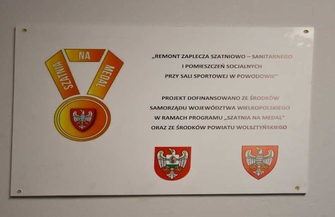 SZATNIA
NA
MEDAL
„REMONT ZAPLECZA SZATNIOWO – SANITARNEGO
I POMIESZCZEŃ SOCJALNYCH
PRZY SALI SPORTOWEJ W POWODOWIE”
PROJEKT DOFINANSOWANO ZE ŚRODKÓW
SAMORZĄDU WOJEWÓDZTWA WIELKOPOLSKIEGO
W RAMACH PROGRAMU „SZATNIA NA MEDAL”
ORAZ ZE ŚRODKÓW POWIATU WOLSZTYŃSKIEGO